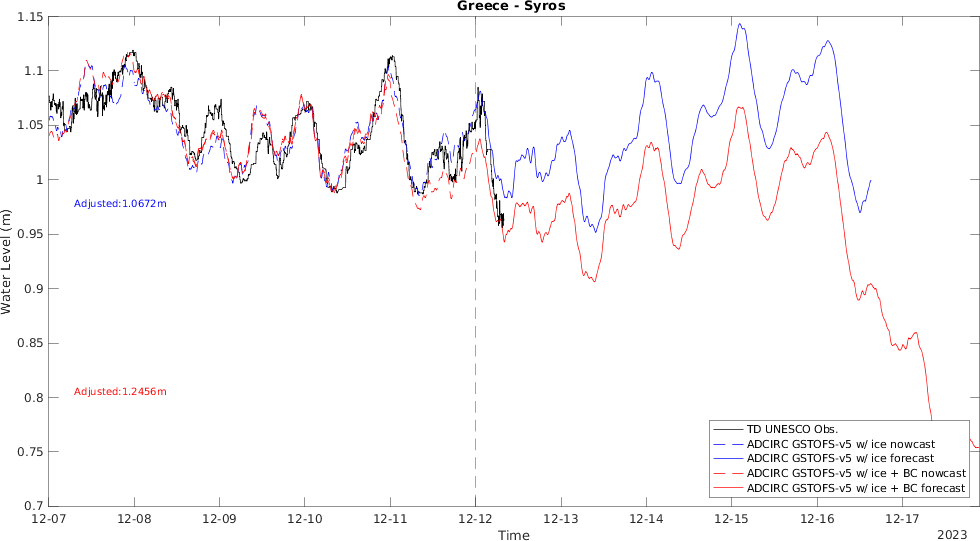 Greece - Syros
1.15
1.1
1.05
1
0.95
0.9
0.85
0.8
0.75
0.7
Water Level (m)
Adjusted:1.0672m
Adjusted:1.2456m
TD UNESCO Obs.
ADCIRC GSTOFS-v5 w/ ice nowcast
ADCIRC GSTOFS-v5 w/ ice forecast
ADCIRC GSTOFS-v5 w/ ice + BC nowcast
ADCIRC GSTOFS-v5 w/ ice + BC forecast
12-07 12-08 12-09 12-10 12-11 12-12 12-13 12-14 12-15 12-16 12-17
Time
2023